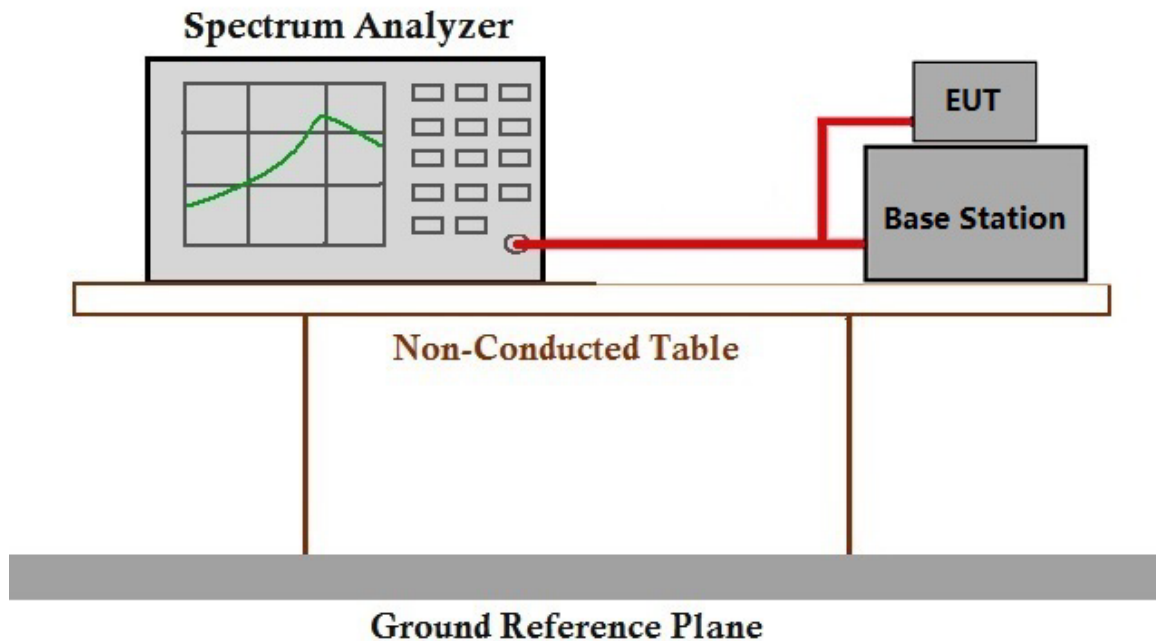 Spectrum Analyzer
EUT
Base Station
Non-Conducted Table
Ground Reference Plane